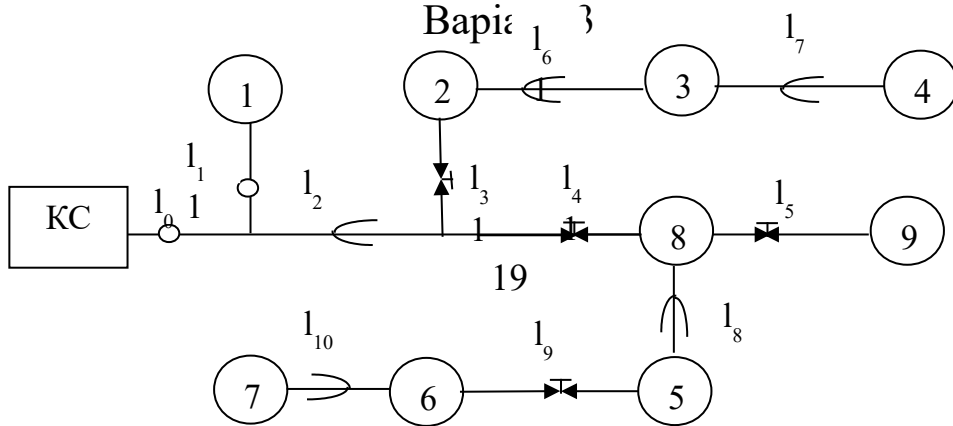 l₆ l₇
1 2 3 4
l₁ l₂ l₃ l₄ l₅
КС l₀ 1 1 1 8 9
19
l₁₀ l₉ l₈
7 6 5